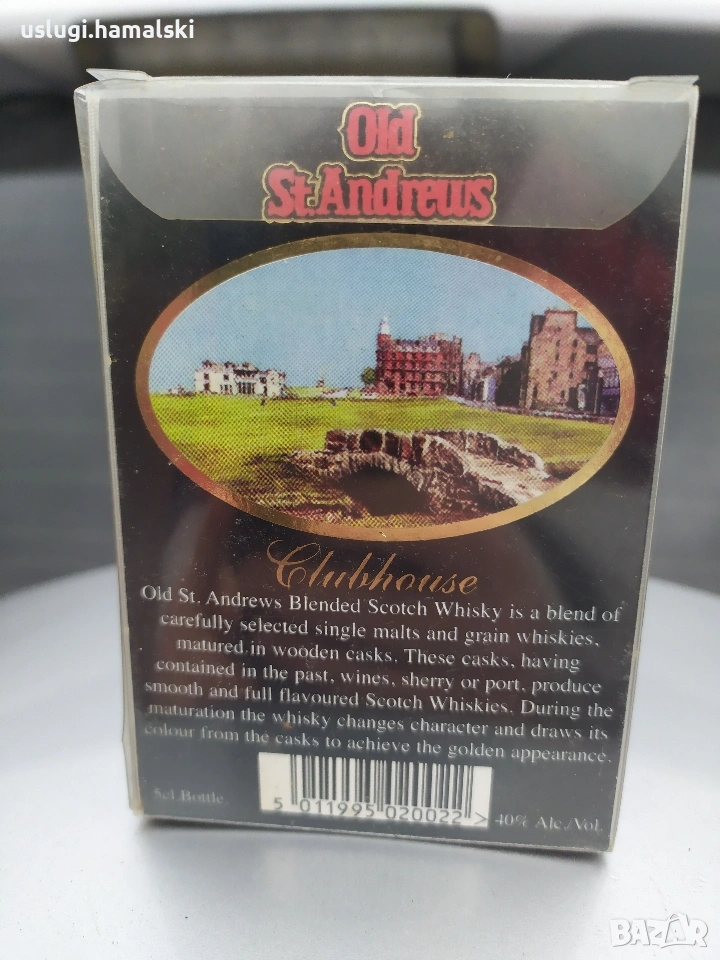 uslugi.hamalski
Old
St. Andrews
Clubhouse
Old St. Andrews Blended Scotch Whisky is a blend of
carefully selected single malts and grain whiskies,
matured in wooden casks. These casks, having
contained in the past, wines, sherry or port, produce
smooth and full flavoured Scotch Whiskies. During the
maturation the whisky changes character and draws its
colour from the casks to achieve the golden appearance.
5cl Bottle.
5 011995 020022 >
40% Alc./Vol.
BAZAR